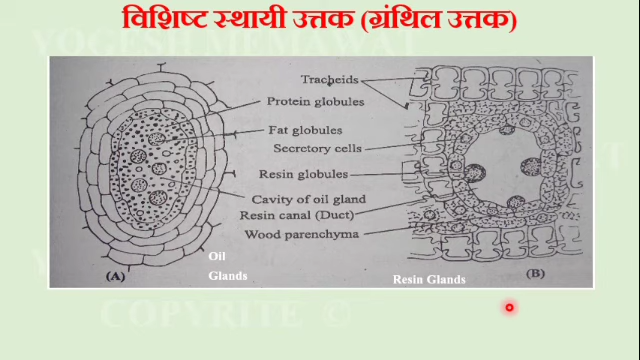 विशिष्ट स्थायी उत्तक (ग्रंथिल उत्तक)
YOGESH MEMAWAT
Tracheids
Protein globules
Fat globules
Secretory cells
Resin globules
Cavity of oil gland
Resin canal (Duct)
Wood parenchyma
Oil
Glands
(A)
Resin Glands
(B)
COPYRITE ©